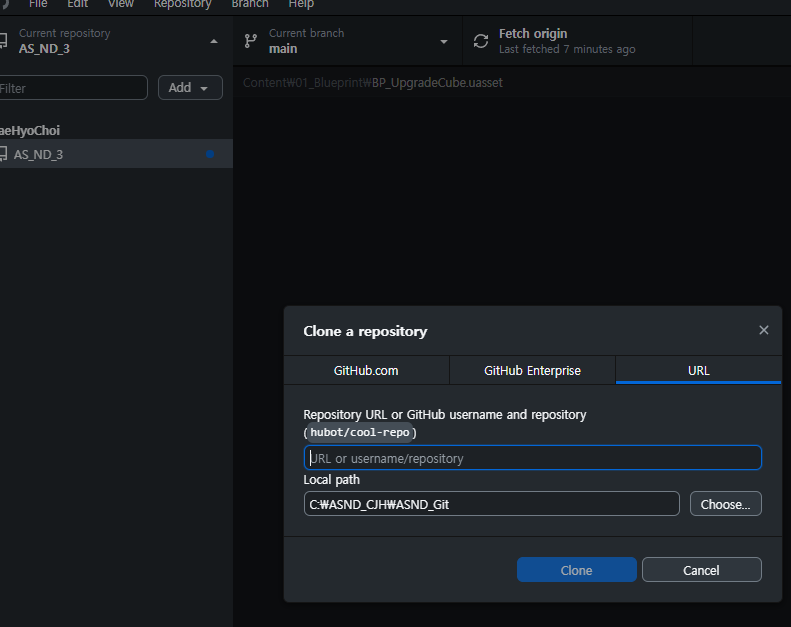 File Edit View Repository Branch Help
Current repository
AS_ND_3
Current branch
main
Fetch origin
Last fetched 7 minutes ago
Filter
Add
Content₩01_Blueprint₩BP_UpgradeCube.uasset
aeHyoChoi
AS_ND_3
Clone a repository
GitHub.com
GitHub Enterprise
URL
Repository URL or GitHub username and repository
(hubot/cool-repo)
URL or username/repository
Local path
C:₩ASND_CJH₩ASND_Git
Choose...
Clone
Cancel